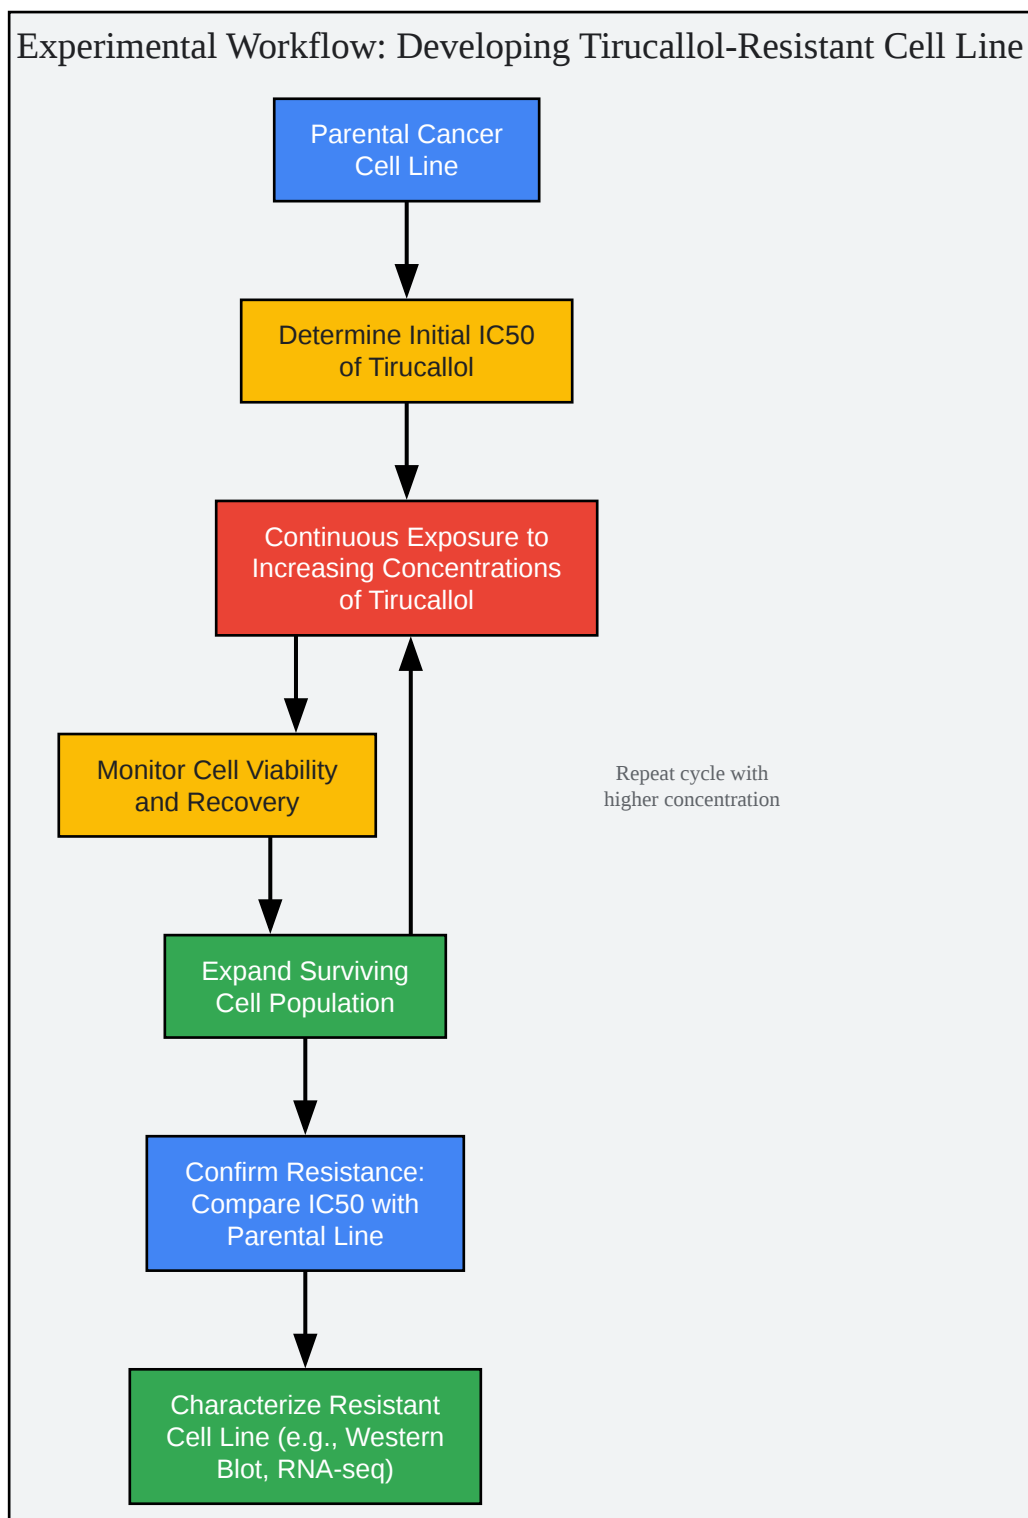 Experimental Workflow: Developing Tirucallol-Resistant Cell Line
Parental Cancer
Cell Line
Determine Initial IC50
of Tirucallol
Continuous Exposure to
Increasing Concentrations
of Tirucallol
Monitor Cell Viability
and Recovery
Repeat cycle with
higher concentration
Expand Surviving
Cell Population
Confirm Resistance:
Compare IC50 with
Parental Line
Characterize Resistant
Cell Line (e.g., Western
Blot, RNA-seq)